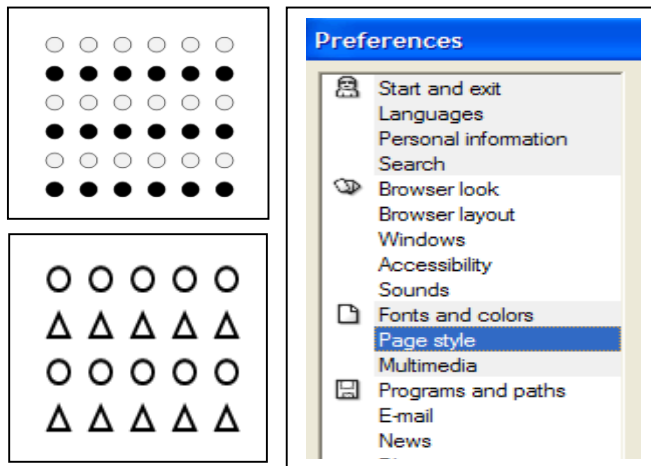 Preferences
Start and exit
Languages
Personal information
Search
Browser look
Browser layout
Windows
Accessibility
Sounds
Fonts and colors
Page style
Multimedia
Programs and paths
E-mail
News